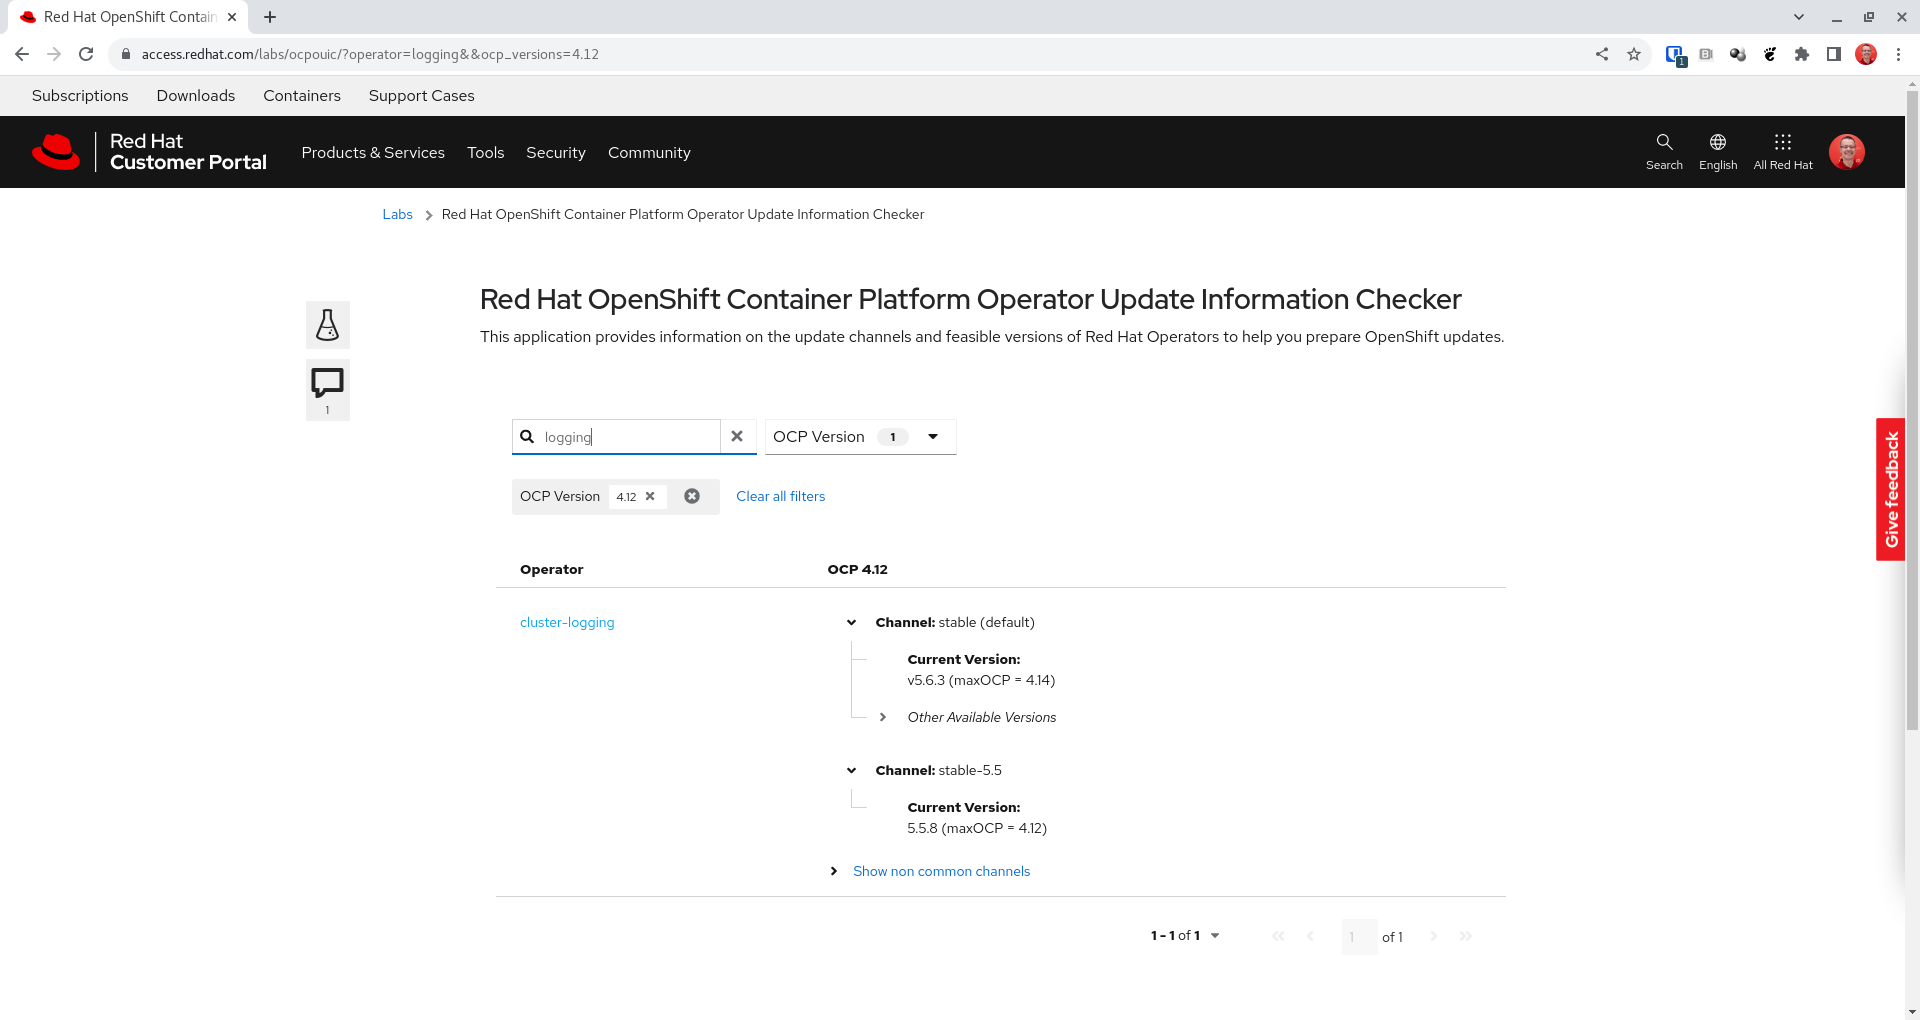 Red Hat OpenShift Contain
access.redhat.com/labs/ocpouic/?operator=logging&&ocp_versions=4.12
1
Subscriptions Downloads Containers Support Cases
Red Hat
Customer Portal
Products & Services Tools Security Community
Search English All Red Hat
Labs Red Hat OpenShift Container Platform Operator Update Information Checker
Red Hat OpenShift Container Platform Operator Update Information Checker
This application provides information on the update channels and feasible versions of Red Hat Operators to help you prepare OpenShift updates.
1
logging
OCP Version 1
OCP Version 4.12 Clear all filters
Give feedback
Operator OCP 4.12
cluster-logging Channel: stable (default)
Current Version:
v5.6.3 (maxOCP = 4.14)
Other Available Versions
Channel: stable-5.5
Current Version:
5.5.8 (maxOCP = 4.12)
Show non common channels
1 - 1 of 1 1 of 1